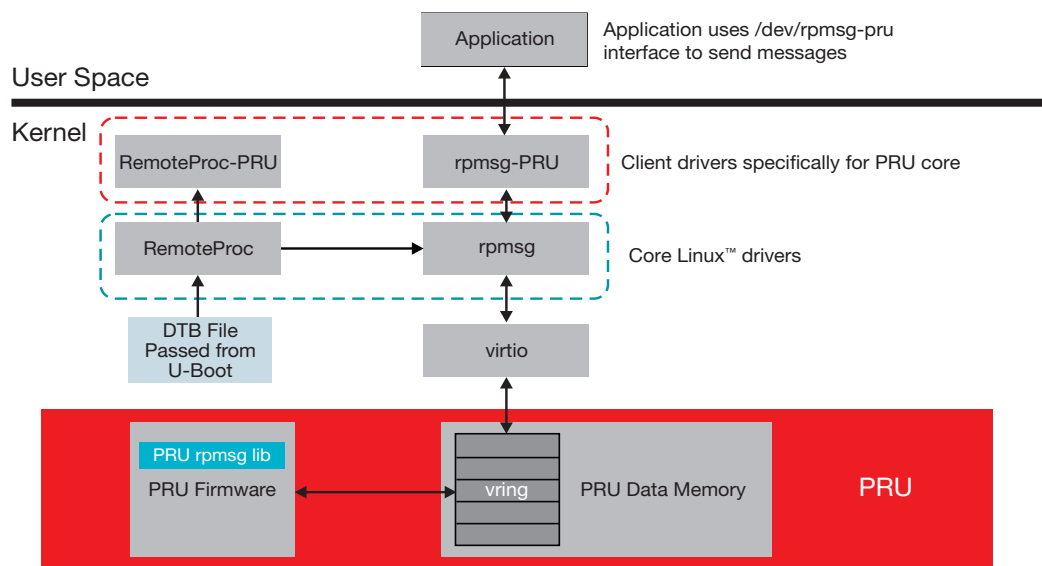 Application
Application uses /dev/rpmsg-pru
interface to send messages
User Space
Kernel
RemoteProc-PRU
rpmsg-PRU
Client drivers specifically for PRU core
RemoteProc
rpmsg
Core Linux™ drivers
DTB File
Passed from
U-Boot
virtio
PRU rpmsg lib
PRU Firmware
vring
PRU Data Memory
PRU